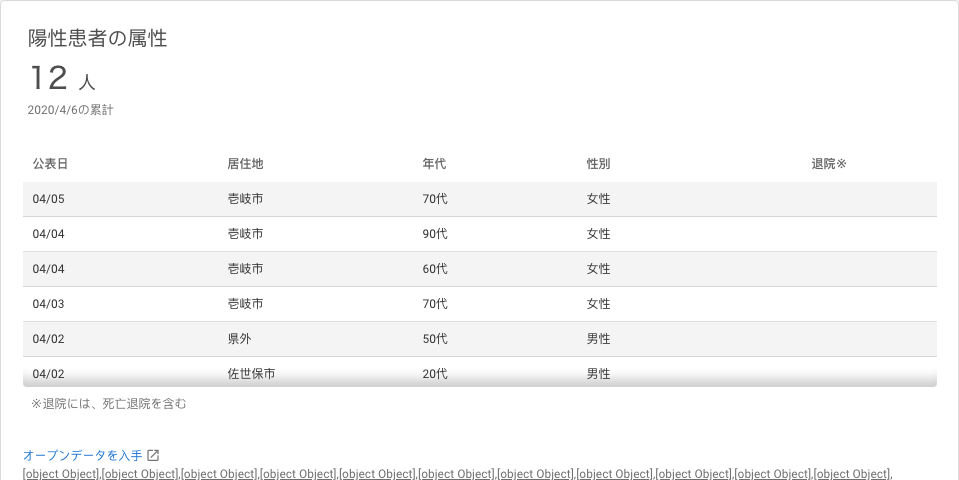 陽性患者の属性
12 人
2020/4/6の累計
公表日 居住地 年代 性別 退院※
04/05 壱岐市 70代 女性
04/04 壱岐市 90代 女性
04/04 壱岐市 60代 女性
04/03 壱岐市 70代 女性
04/02 県外 50代 男性
04/02 佐世保市 20代 男性
※退院には、死亡退院を含む
オープンデータを入手
[object Object],[object Object],[object Object],[object Object],[object Object],[object Object],[object Object],[object Object],[object Object],[object Object],[object Object],